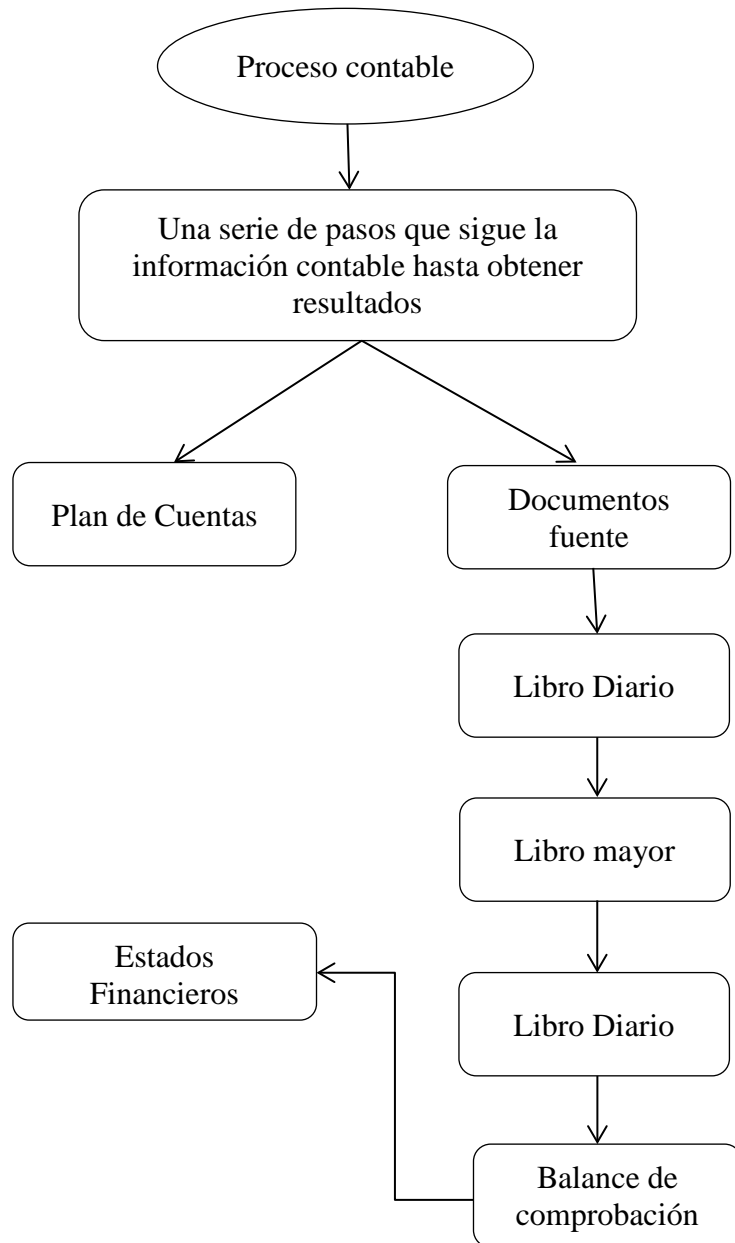 Proceso contable
Una serie de pasos que sigue la
información contable hasta obtener
resultados
Plan de Cuentas
Documentos
fuente
Libro Diario
Libro mayor
Estados
Financieros
Libro Diario
Balance de
comprobación